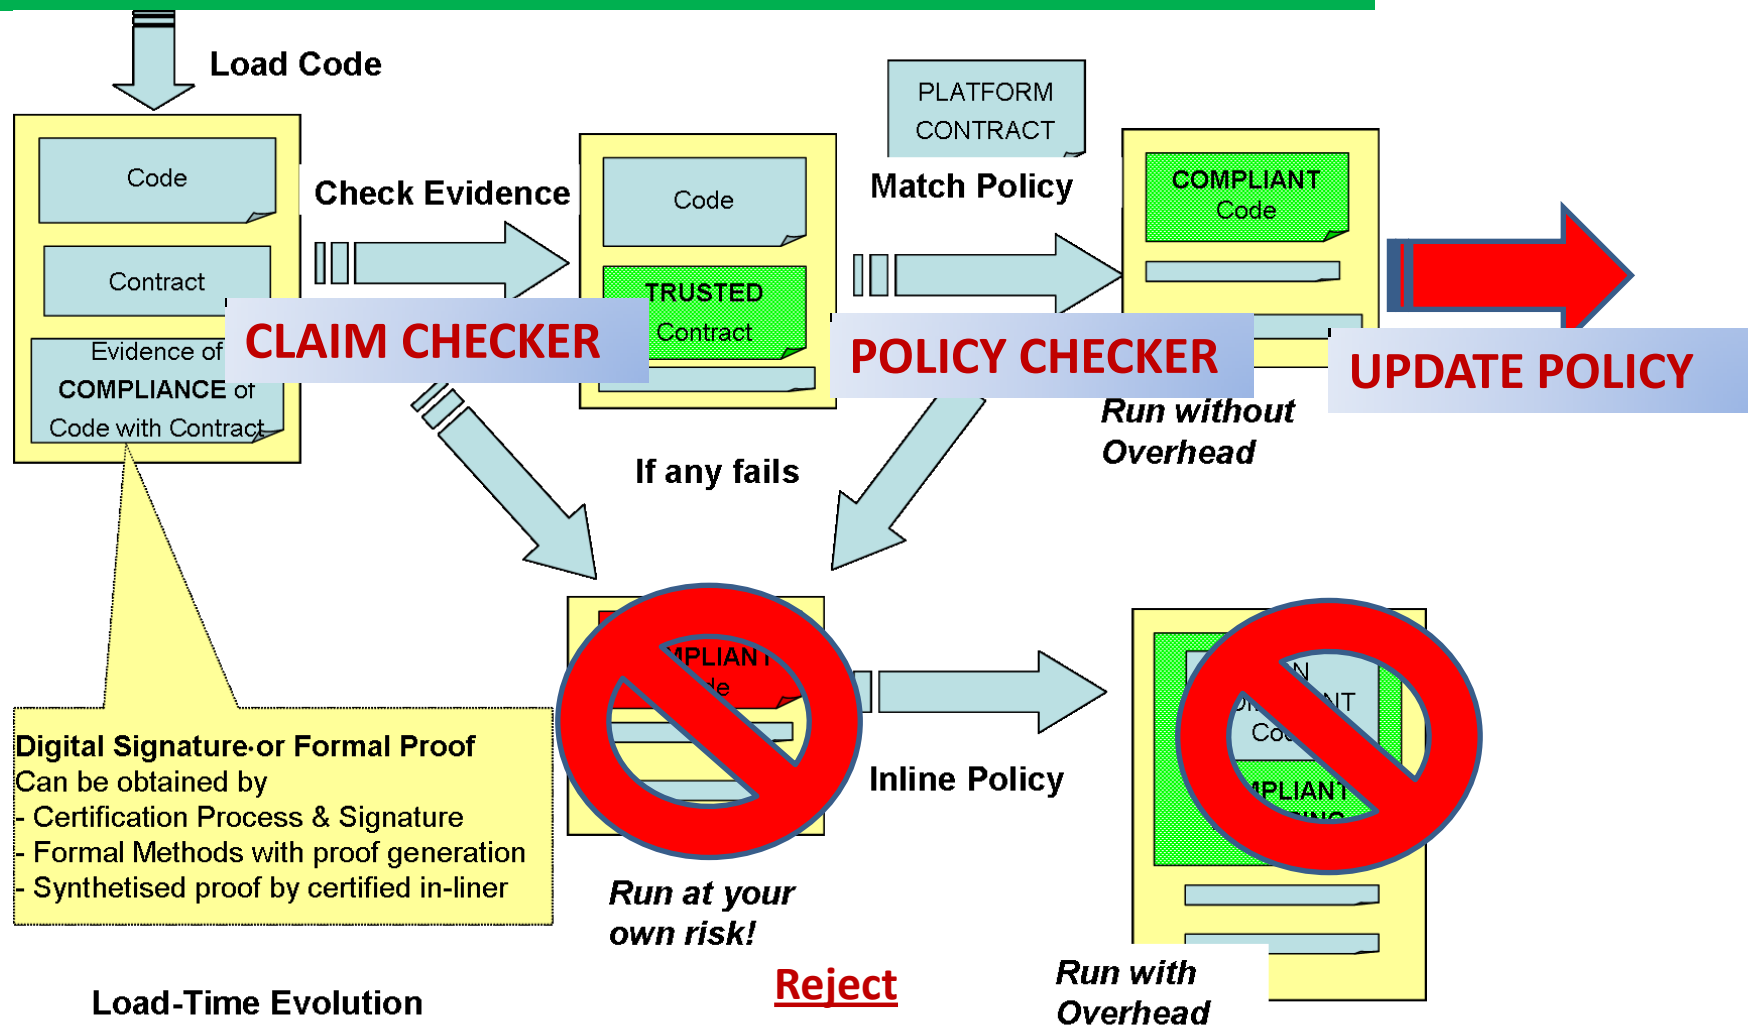 Load Code
Code
Contract
Evidence of
COMPLIANCE of
Code with Contract
Check Evidence
CLAIM CHECKER
Code
TRUSTED
Contract
PLATFORM
CONTRACT
Match Policy
POLICY CHECKER
COMPLIANT
Code
Run without
Overhead
UPDATE POLICY
If any fails
Digital Signature or Formal Proof
Can be obtained by
- Certification Process & Signature
- Formal Methods with proof generation
- Synthetised proof by certified in-liner
Run at your
own risk!
Reject
Inline Policy
Run with
Overhead
Load-Time Evolution